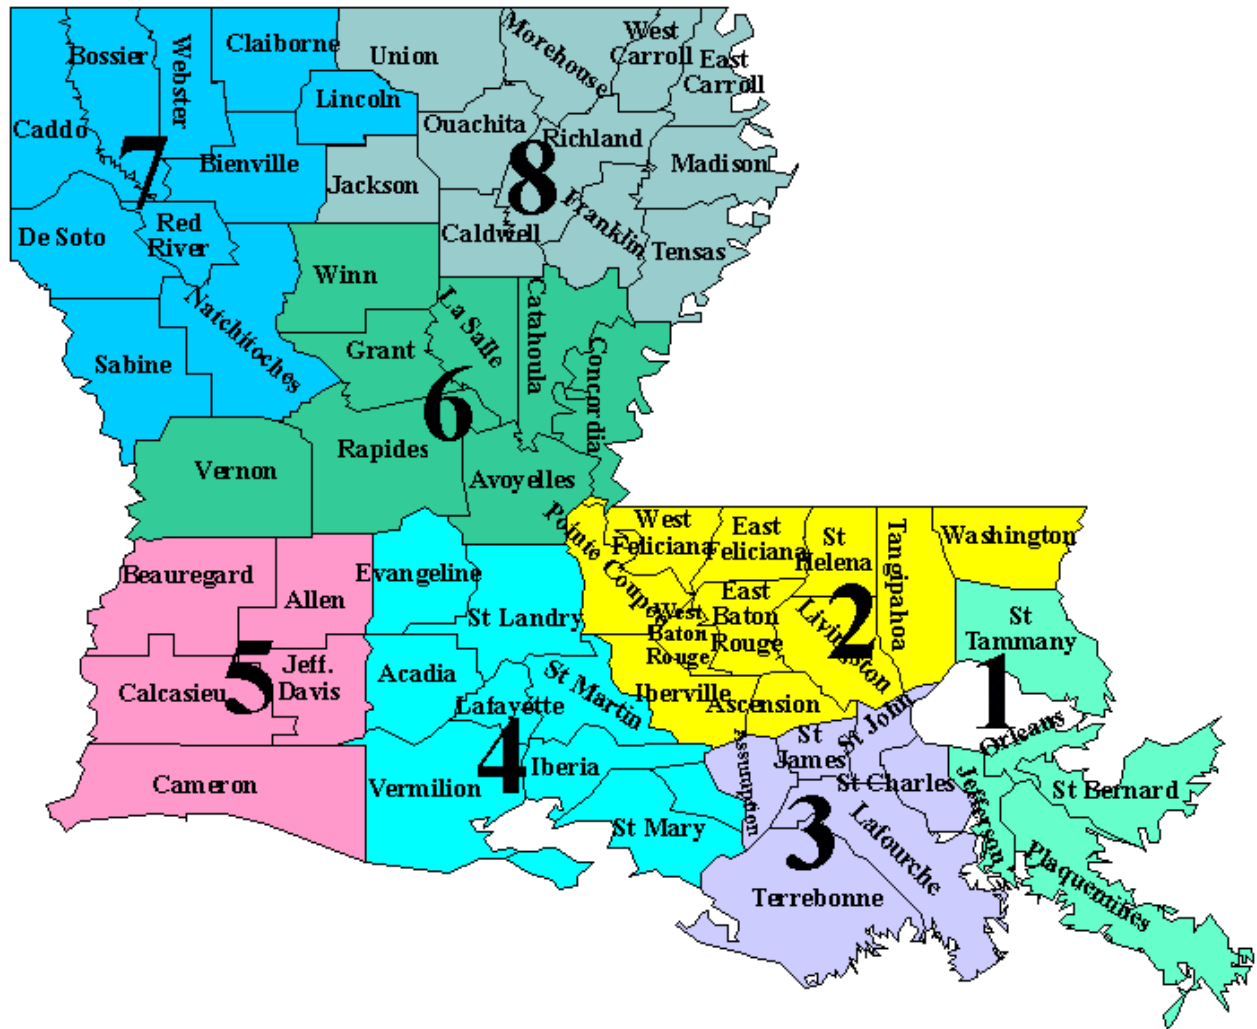 Bossier
Webster
Claiborne
Union
Morehouse
West
Carroll
East
Carroll
Caddo
Lincoln
Ouachita
Richland
Madison
7
Bienville
Jackson
8
Franklin
De Soto
Red
River
Caldwell
Tensas
Winn
Natchitoches
La Salle
Catahoula
Sabine
Grant
Concordia
6
Rapides
Vernon
Avoyelles
Pointe Coupee
West
Feliciana
East
Feliciana
St
Helena
Tangipahoa
Washington
Beauregard
Allen
Evangeline
St Landry
West
Baton
Rouge
East
Baton
Rouge
2
Livingston
St
Tammany
Calcasieu
5
Jeff.
Davis
Acadia
Lafayette
St Martin
Iberville
Ascension
1
Orleans
Cameron
Vermilion
4
Iberia
St Mary
Assumption
St
James
St John
St Charles
Jefferson
St Bernard
3
Lafourche
Terrebonne
Plaquemines